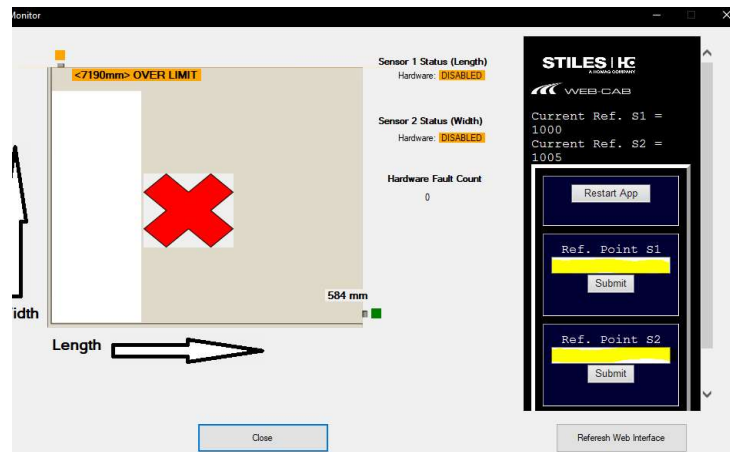 Monitor
<7190mm> OVER LIMIT
584 mm
idth
Length
Sensor 1 Status (Length)
Hardware: DISABLED
Sensor 2 Status (Width)
Hardware: DISABLED
Hardware Fault Count
0
STILES | HC
A HOMAG COMPANY
WEB-CAB
Current Ref. S1 =
1000
Current Ref. S2 =
1005
Restart App
Ref. Point S1
Submit
Ref. Point S2
Submit
Close
Referesh Web Interface